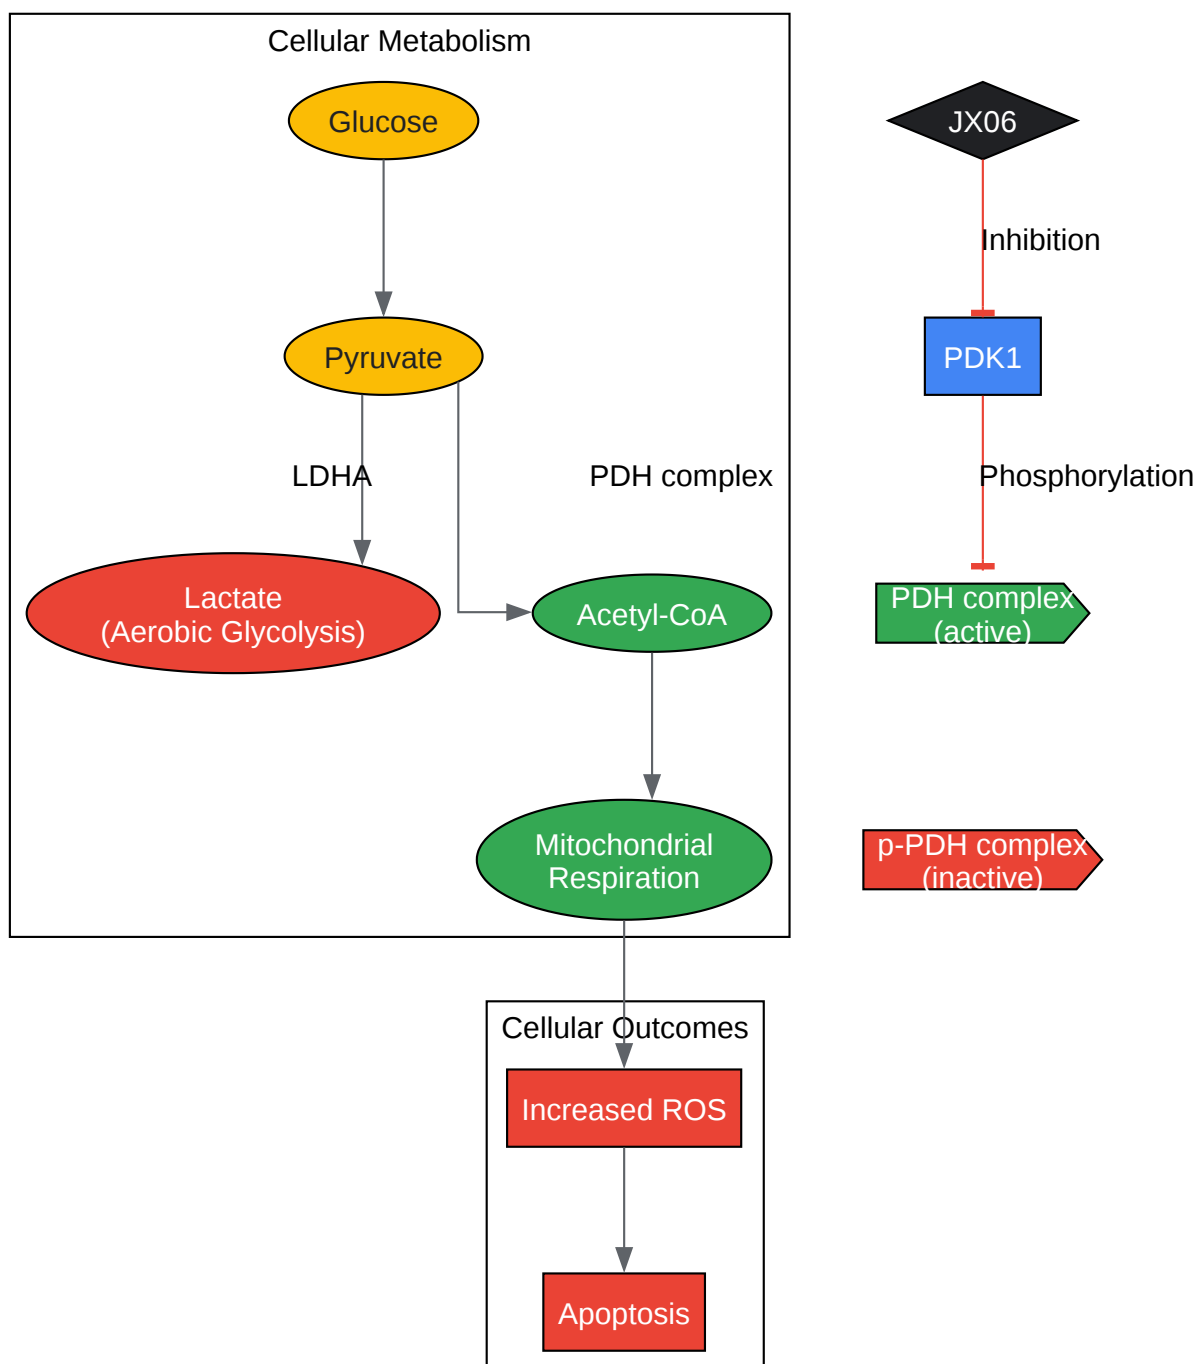 Cellular Metabolism
Glucose
JX06
Inhibition
Pyruvate
PDK1
LDHA
PDH complex
Phosphorylation
Lactate
(Aerobic Glycolysis)
Acetyl-CoA
PDH complex
(active)
Mitochondrial
Respiration
p-PDH complex
(inactive)
Cellular Outcomes
Increased ROS
Apoptosis